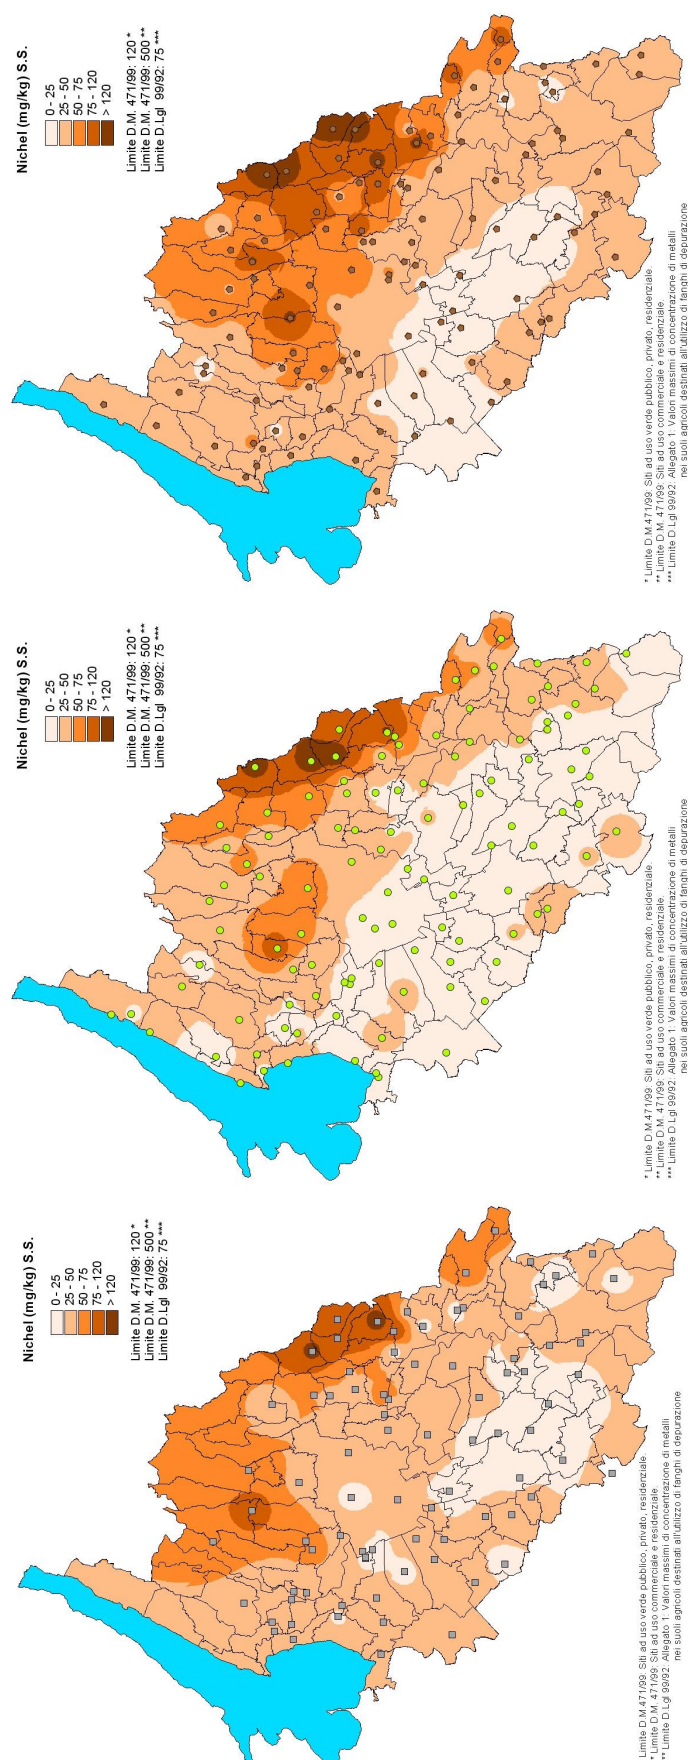 Nichel (mg/kg) S.S.
0 - 25
25 - 50
50 - 75
75 - 120
> 120
Limite D.M. 471/99: 120 *
Limite D.M. 471/99: 500 **
Limite D.Lgl 99/92: 75 ***
* Limite D.M.471/99: Siti ad uso verde pubblico, privato, residenziale.
** Limite D.M. 471/99: Siti ad uso commerciale e residenziale.
*** Limite D.Lgl 99/92: Allegato 1: Valori massimi di concentrazione di metalli
nei suoli agricoli destinati all'utilizzo di fanghi di depurazione
Nichel (mg/kg) S.S.
0 - 25
25 - 50
50 - 75
75 - 120
> 120
Limite D.M. 471/99: 120 *
Limite D.M. 471/99: 500 **
Limite D.Lgl 99/92: 75 ***
* Limite D.M.471/99: Siti ad uso verde pubblico, privato, residenziale.
** Limite D.M. 471/99: Siti ad uso commerciale e residenziale.
*** Limite D.Lgl 99/92: Allegato 1: Valori massimi di concentrazione di metalli
nei suoli agricoli destinati all'utilizzo di fanghi di depurazione
Nichel (mg/kg) S.S.
0 - 25
25 - 50
50 - 75
75 - 120
> 120
Limite D.M. 471/99: 120 *
Limite D.M. 471/99: 500 **
Limite D.Lgl 99/92: 75 ***
Limite D.M.471/99: Siti ad uso verde pubblico, privato, residenziale.
* Limite D.M. 471/99: Siti ad uso commerciale e residenziale.
** Limite D.Lgl 99/92: Allegato 1: Valori massimi di concentrazione di metalli
nei suoli agricoli destinati all'utilizzo di fanghi di depurazione